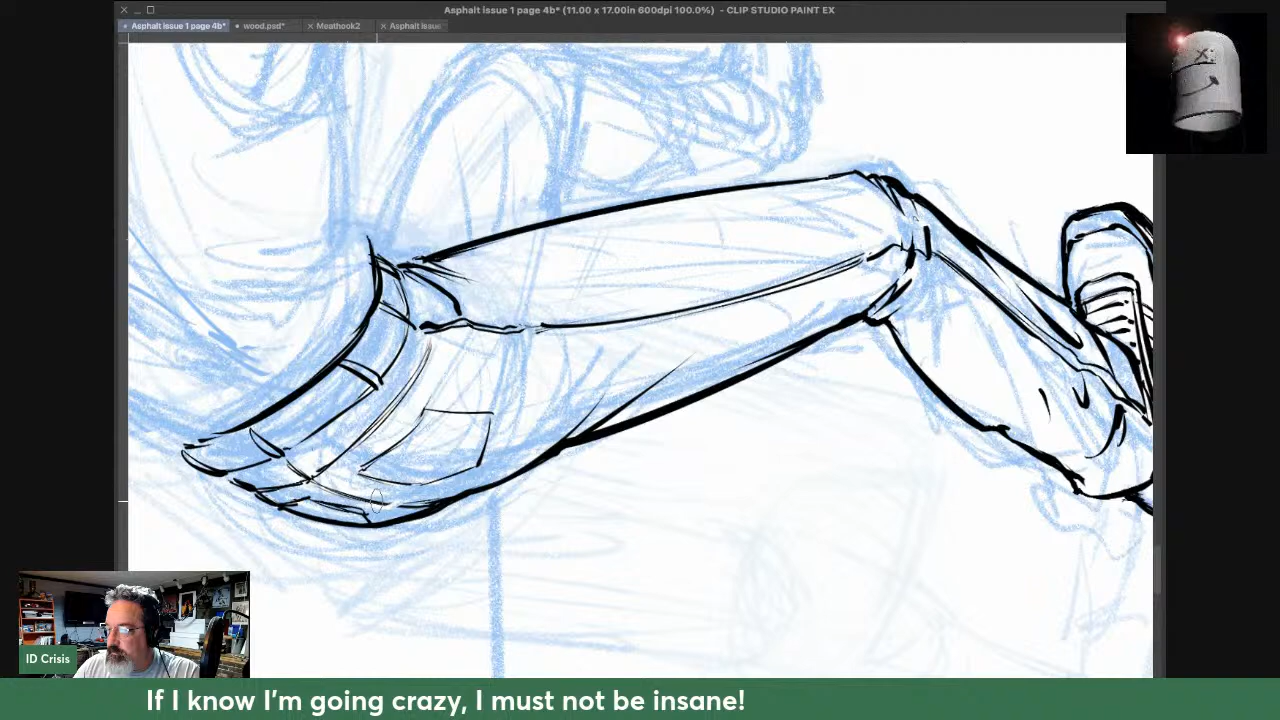 Asphalt issue 1 page 4b* (11.00 x 17.00in 600dpi 100.0%) - CLIP STUDIO PAINT EX
Asphalt issue 1 page 4b* wood.psd* Meathook2 Asphalt issue
ID Crisis
If I know I'm going crazy, I must not be insane!